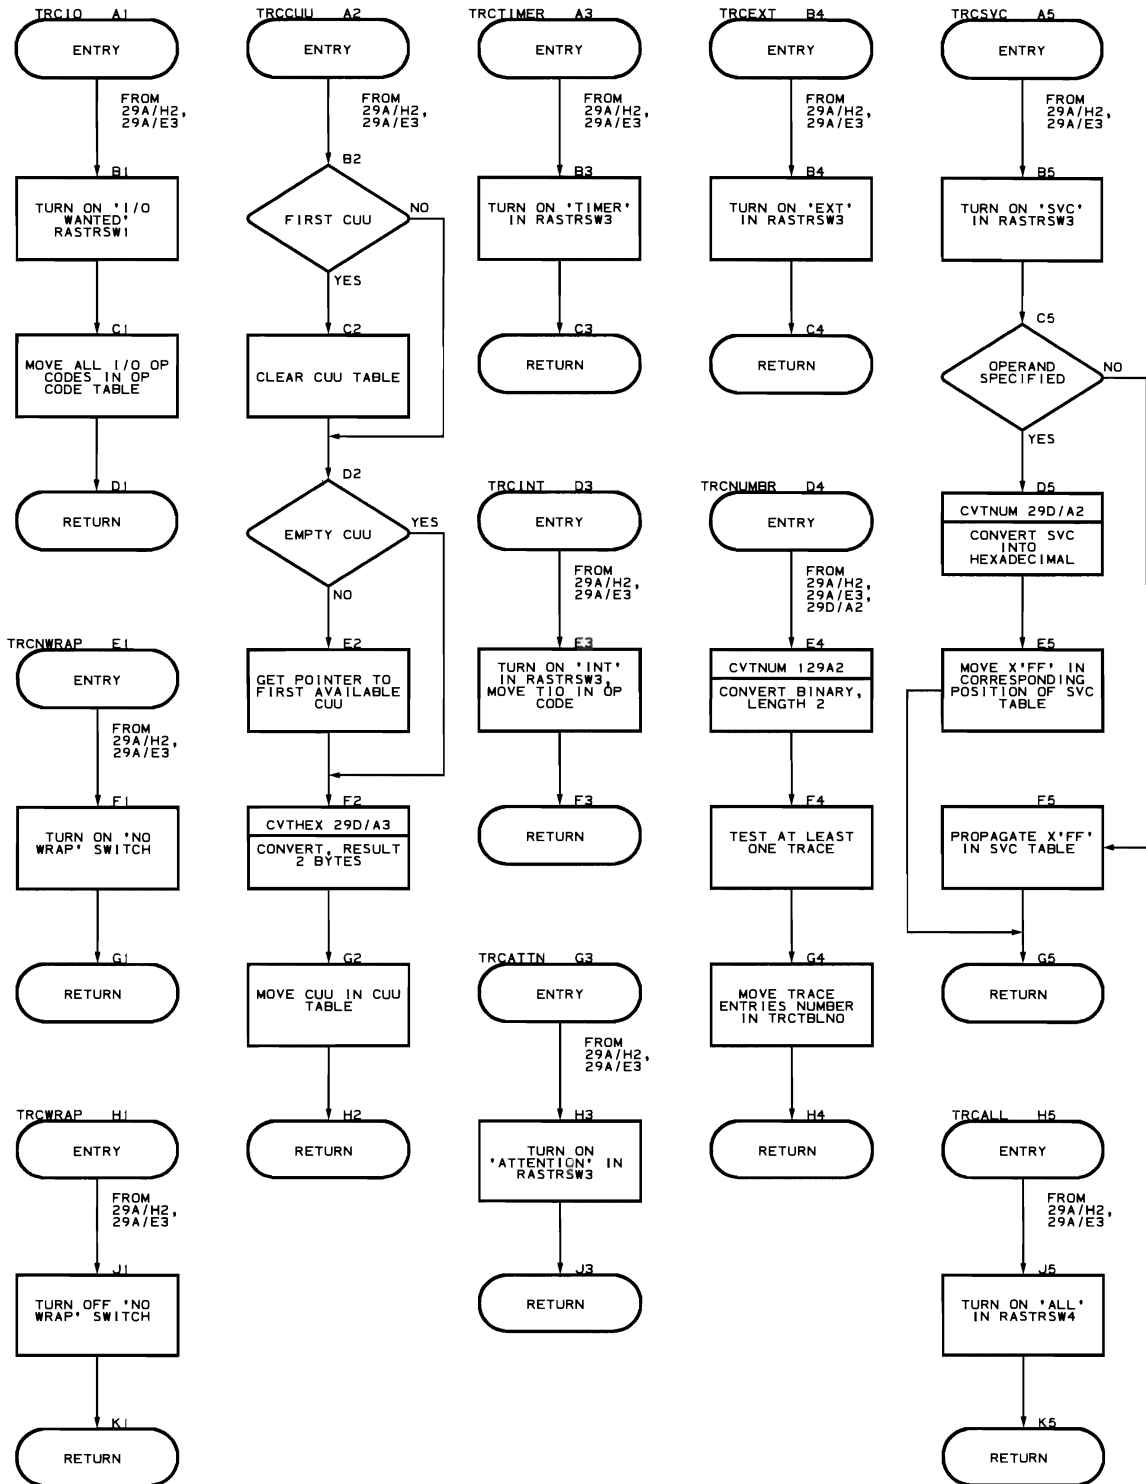 TRCIO A1
ENTRY
FROM
29A/H2,
29A/E3
B1
TURN ON 'I/O
WANTED'
RASTRSW1
C1
MOVE ALL I/O OP
CODES IN OP
CODE TABLE
D1
RETURN
TRCNWRAP E1
ENTRY
FROM
29A/H2,
29A/E3
F1
TURN ON 'NO
WRAP' SWITCH
G1
RETURN
TRCWRAP H1
ENTRY
FROM
29A/H2,
29A/E3
J1
TURN OFF 'NO
WRAP' SWITCH
K1
RETURN
TRCCUU A2
ENTRY
FROM
29A/H2,
29A/E3
B2
FIRST CUU
NO
YES
C2
CLEAR CUU TABLE
D2
EMPTY CUU
YES
NO
E2
GET POINTER TO
FIRST AVAILABLE
CUU
F2
CVTHEX 29D/A3
CONVERT, RESULT
2 BYTES
G2
MOVE CUU IN CUU
TABLE
H2
RETURN
TRCTIMER A3
ENTRY
FROM
29A/H2,
29A/E3
B3
TURN ON 'TIMER'
IN RASTRSW3
C3
RETURN
TRCINT D3
ENTRY
FROM
29A/H2,
29A/E3
E3
TURN ON 'INT'
IN RASTRSW3,
MOVE TIO IN OP
CODE
F3
RETURN
TRCATTN G3
ENTRY
FROM
29A/H2,
29A/E3
H3
TURN ON
'ATTENTION' IN
RASTRSW3
J3
RETURN
TRCEXT B4
ENTRY
FROM
29A/H2,
29A/E3
B4
TURN ON 'EXT'
IN RASTRSW3
C4
RETURN
TRCNUMBR D4
ENTRY
FROM
29A/H2,
29A/E3,
29D/A2
E4
CVTNUM 129A2
CONVERT BINARY,
LENGTH 2
F4
TEST AT LEAST
ONE TRACE
G4
MOVE TRACE
ENTRIES NUMBER
IN TRCTBLNO
H4
RETURN
TRCSVC A5
ENTRY
FROM
29A/H2,
29A/E3
B5
TURN ON 'SVC'
IN RASTRSW3
C5
OPERAND
SPECIFIED
NO
YES
D5
CVTNUM 29D/A2
CONVERT SVC
INTO
HEXADECIMAL
E5
MOVE X'FF' IN
CORRESPONDING
POSITION OF SVC
TABLE
F5
PROPAGATE X'FF'
IN SVC TABLE
G5
RETURN
TRCALL H5
ENTRY
FROM
29A/H2,
29A/E3
J5
TURN ON 'ALL'
IN RASTRSW4
K5
RETURN